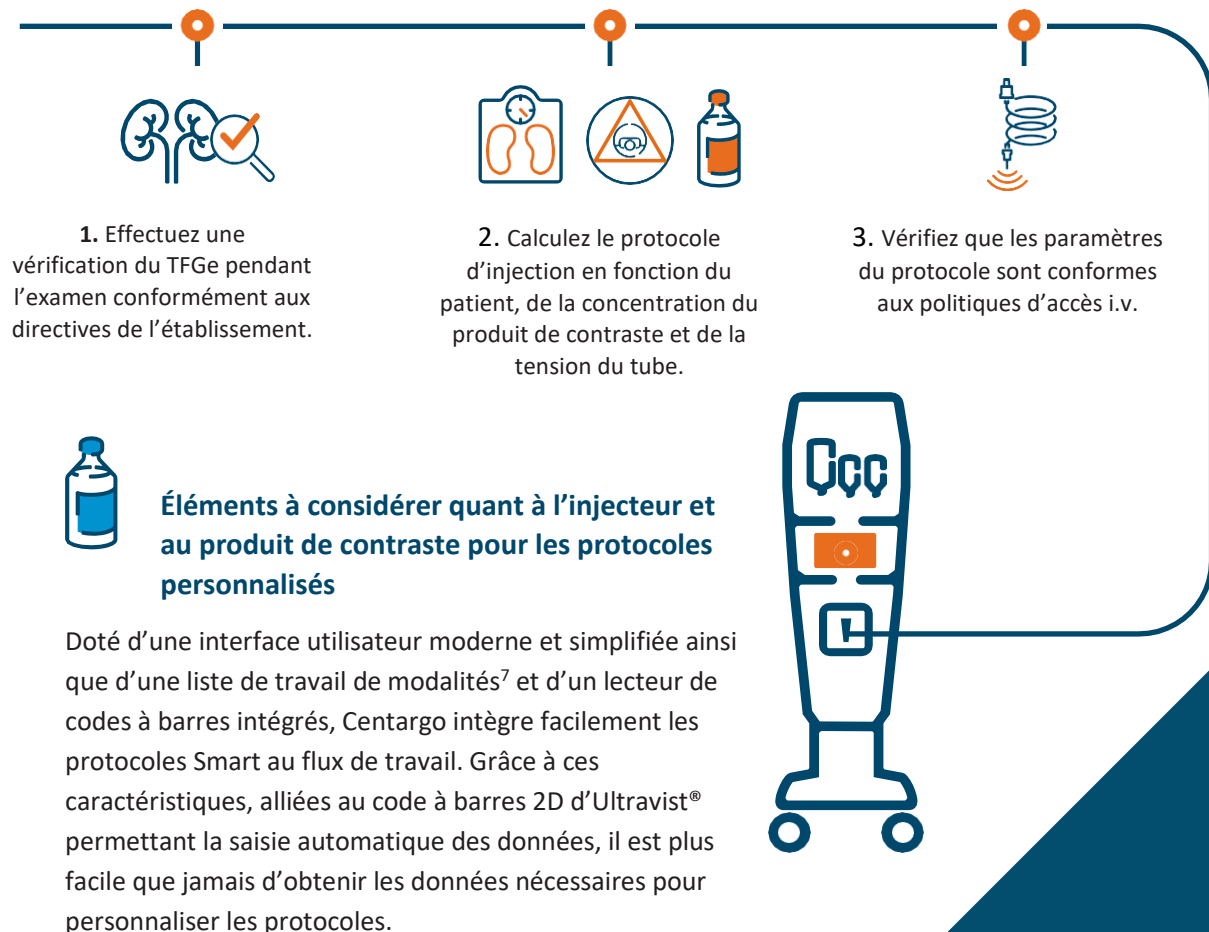 1. Effectuez une
vérification du TFGe pendant
l’examen conformément aux
directives de l’établissement.
2. Calculez le protocole
d’injection en fonction du
patient, de la concentration du
produit de contraste et de la
tension du tube.
3. Vérifiez que les paramètres
du protocole sont conformes
aux politiques d’accès i.v.
Éléments à considérer quant à l’injecteur et
au produit de contraste pour les protocoles
personnalisés
Doté d’une interface utilisateur moderne et simplifiée ainsi
que d’une liste de travail de modalités⁷ et d’un lecteur de
codes à barres intégrés, Centargo intègre facilement les
protocoles Smart au flux de travail. Grâce à ces
caractéristiques, alliées au code à barres 2D d’Ultravist®
permettant la saisie automatique des données, il est plus
facile que jamais d’obtenir les données nécessaires pour
personnaliser les protocoles.